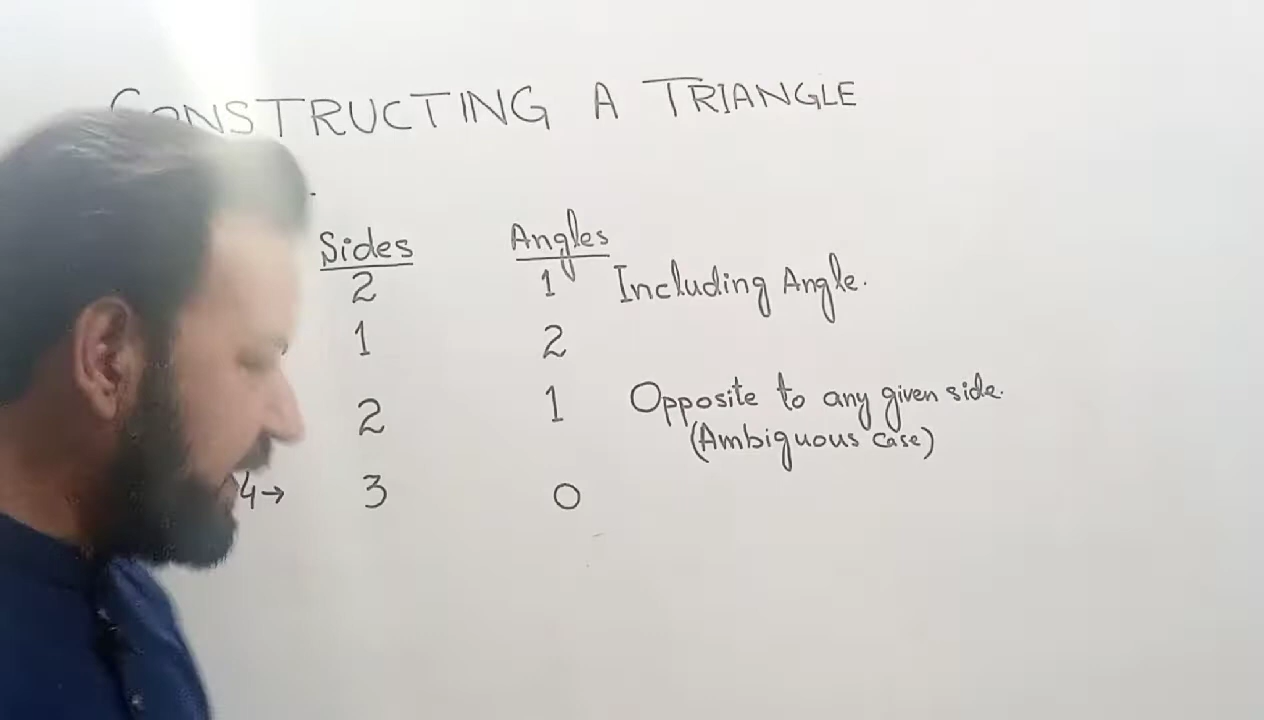 CONSTRUCTING A TRIANGLE
Sides Angles
2 1 Including Angle.
1 2
2 1 Opposite to any given side.
(Ambiguous case)
4→ 3 0